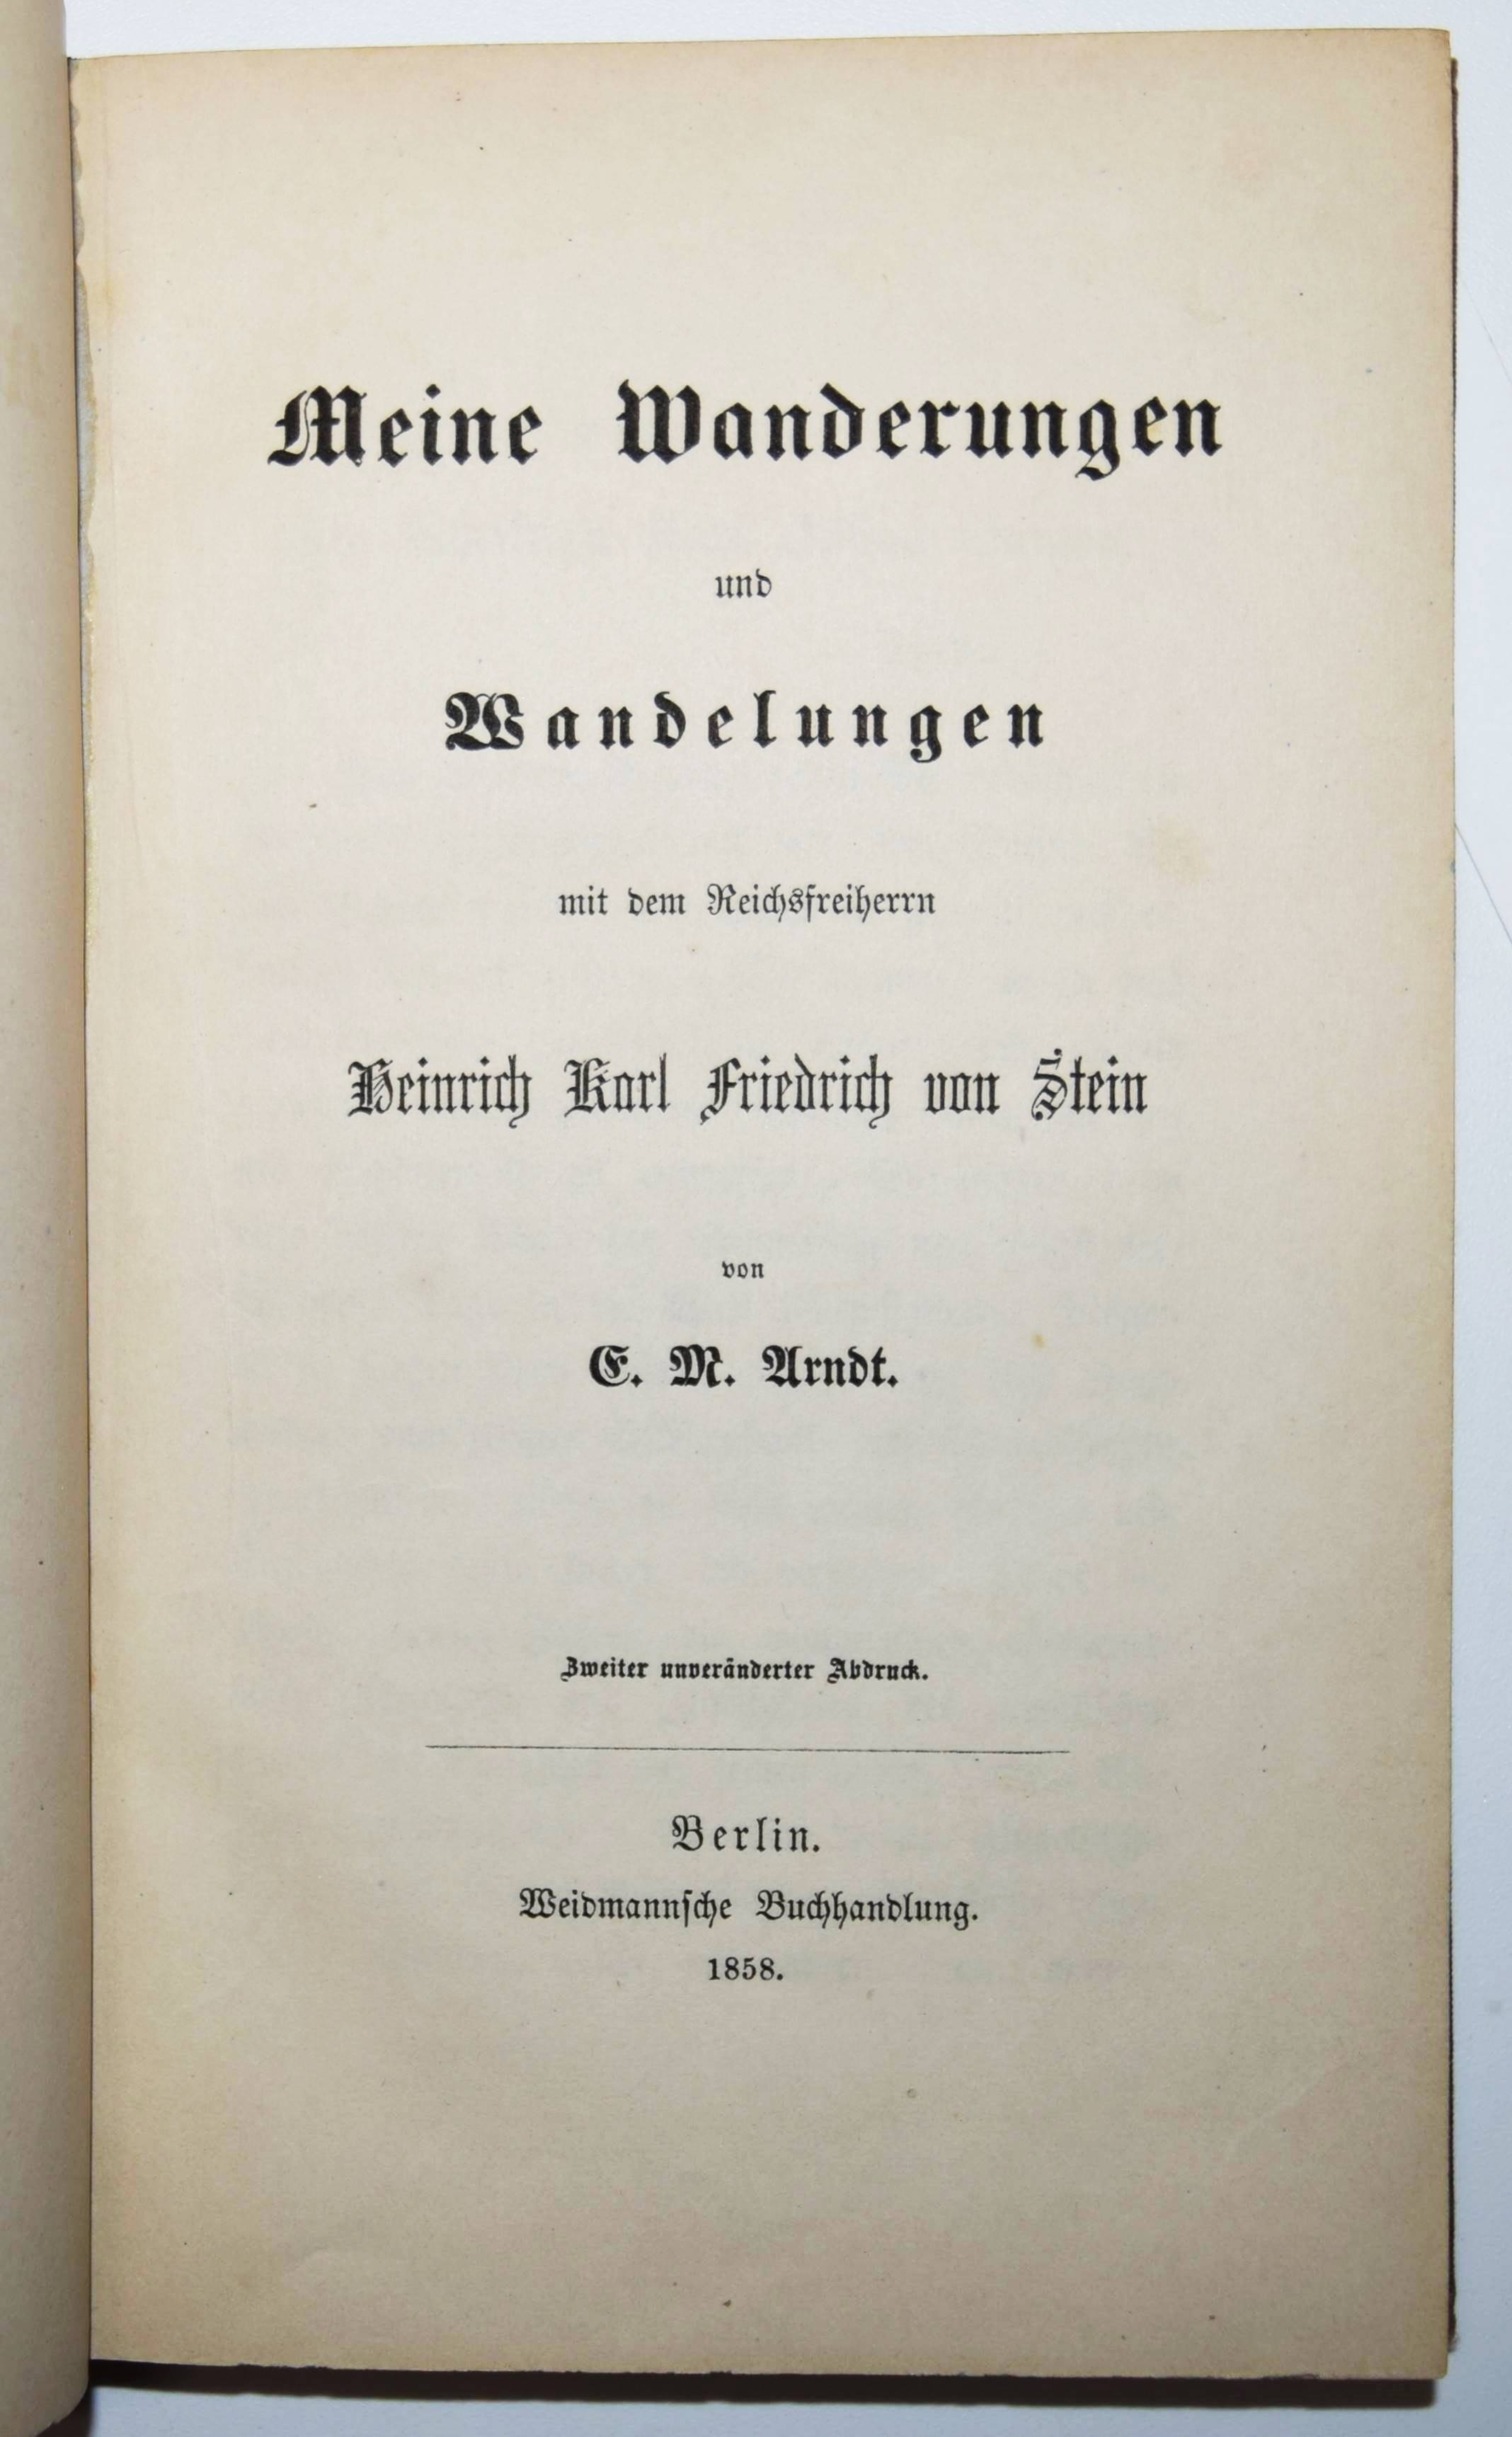 Meine Wanderungen
und
Wandelungen
mit dem Reichsfreiherrn
Heinrich Karl Friedrich von Stein
von
E. M. Arndt.
Zweiter unveränderter Abdruck.
Berlin.
Weidmannſche Buchhandlung.
1858.